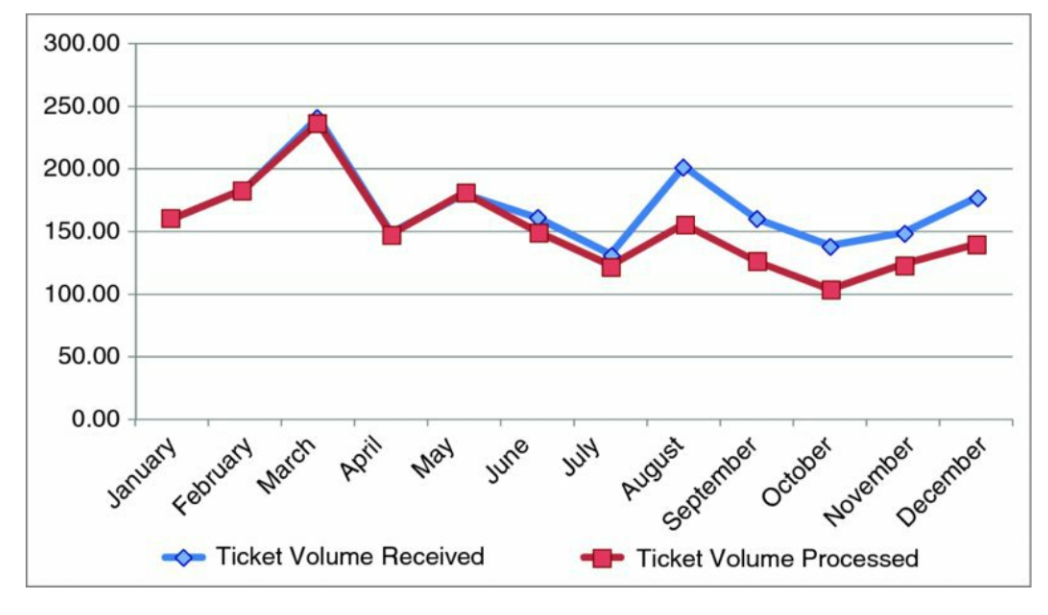 300.00
250.00
200.00
150.00
100.00
50.00
0.00
January
February
March
April
May
June
July
August
September
October
November
December
Ticket Volume Received
Ticket Volume Processed